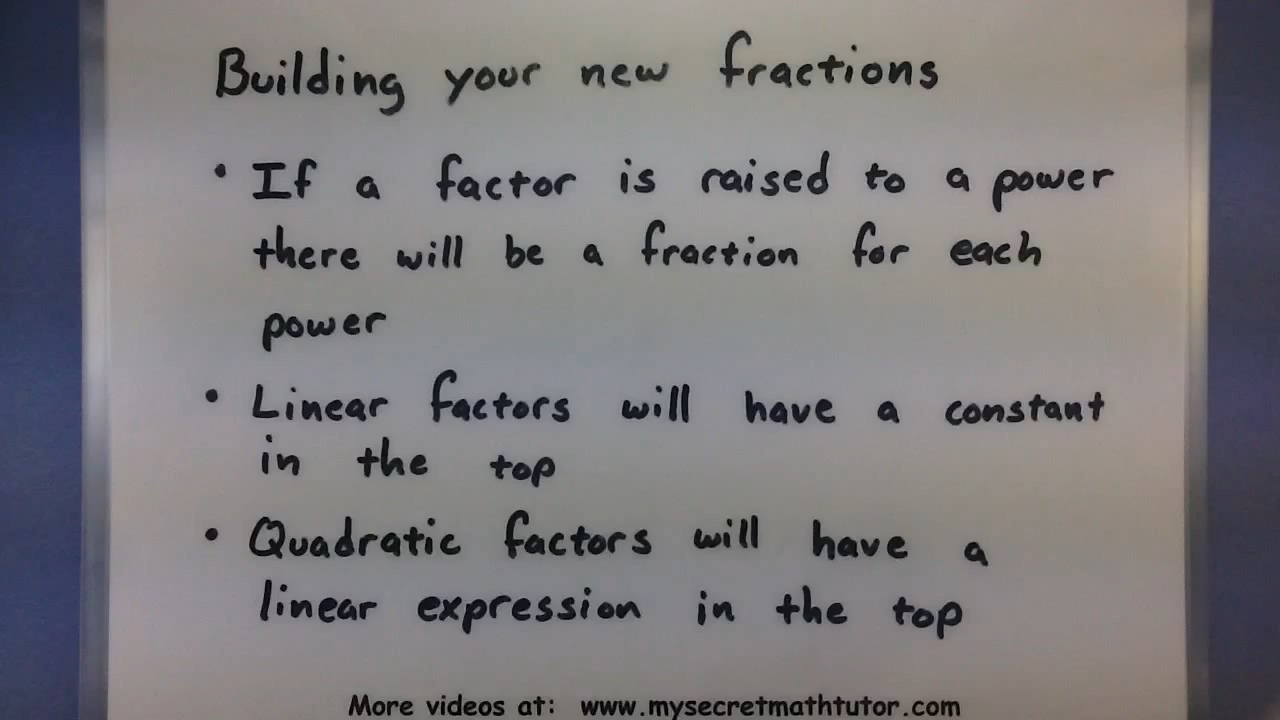 Building your new fractions
• If a factor is raised to a power
there will be a fraction for each
power
• Linear factors will have a constant
in the top
• Quadratic factors will have a
linear expression in the top
More videos at: www.mysecretmathtutor.com